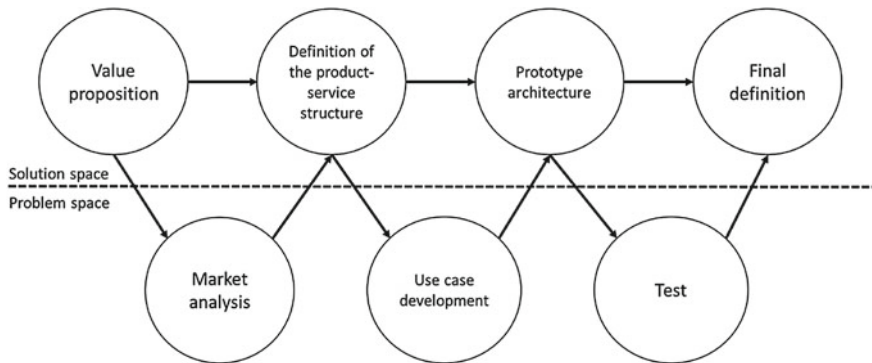 Value
proposition
Definition of
the product-
service
structure
Prototype
architecture
Final
definition
Solution space
Problem space
Market
analysis
Use case
development
Test